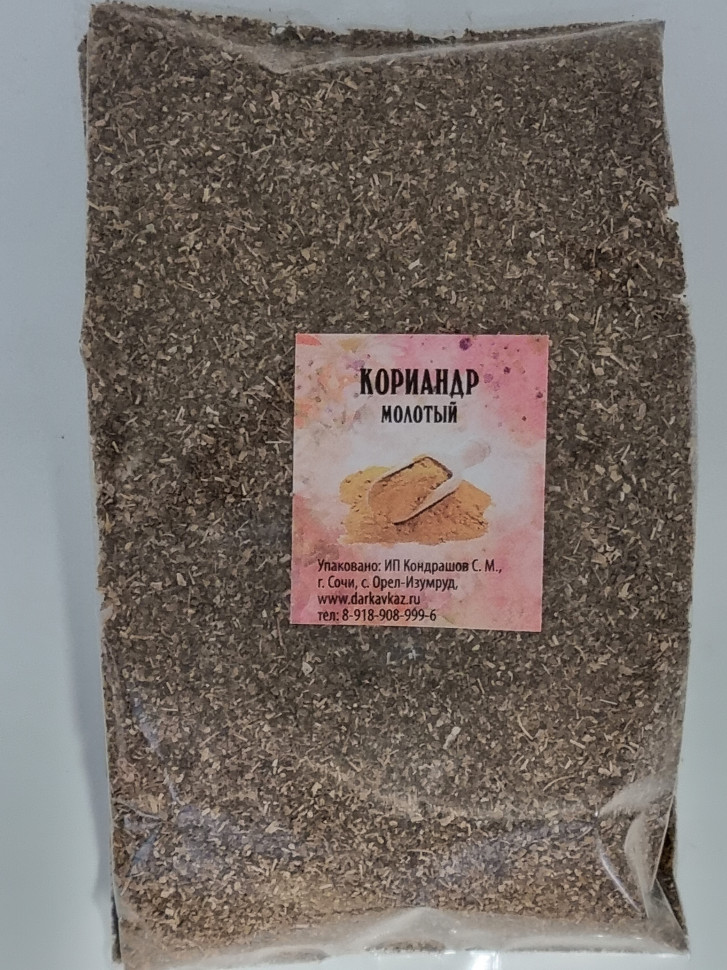 КОРИАНДР
МОЛОТЫЙ
Упаковано: ИП Кондрашов С. М.,
г. Сочи, с. Орел-Изумруд,
www.darkavkaz.ru
тел: 8-918-908-999-6